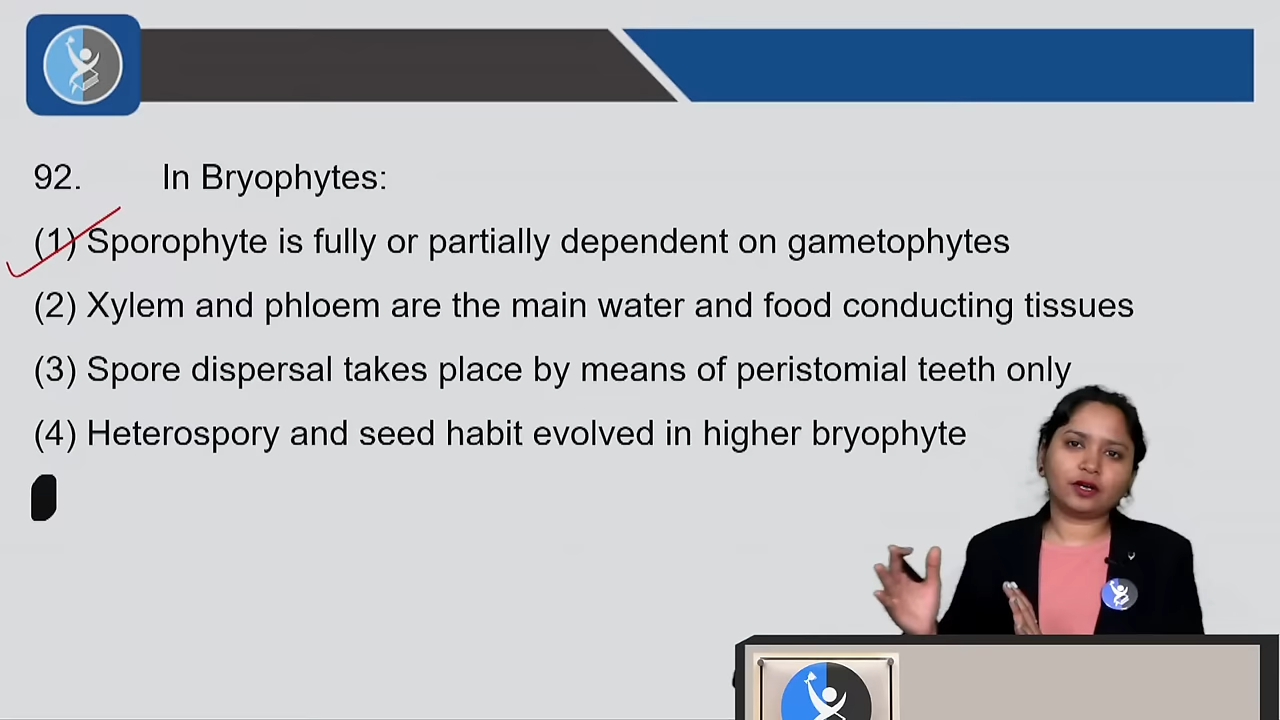 92. In Bryophytes:
(1) Sporophyte is fully or partially dependent on gametophytes
(2) Xylem and phloem are the main water and food conducting tissues
(3) Spore dispersal takes place by means of peristomial teeth only
(4) Heterospory and seed habit evolved in higher bryophyte